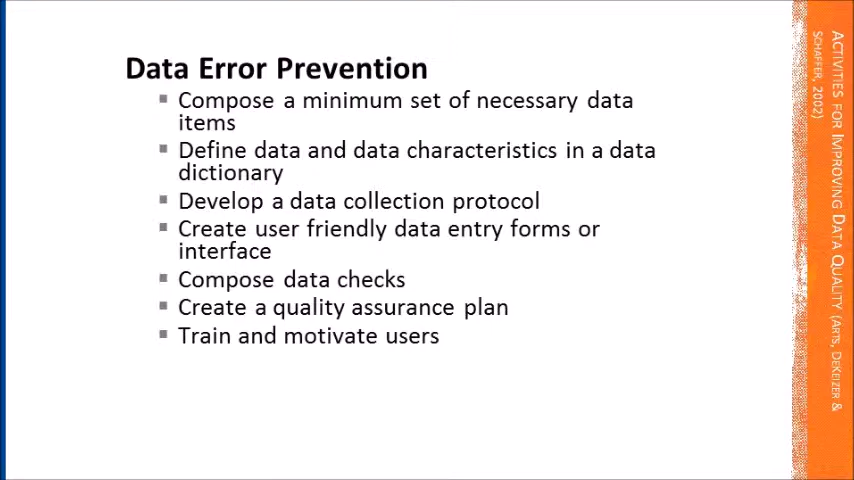 Data Error Prevention
▪ Compose a minimum set of necessary data
items
▪ Define data and data characteristics in a data
dictionary
▪ Develop a data collection protocol
▪ Create user friendly data entry forms or
interface
▪ Compose data checks
▪ Create a quality assurance plan
▪ Train and motivate users
ACTIVITIES FOR IMPROVING DATA QUALITY (ARTS, DEKEIZER &
SCHAFFER, 2002)